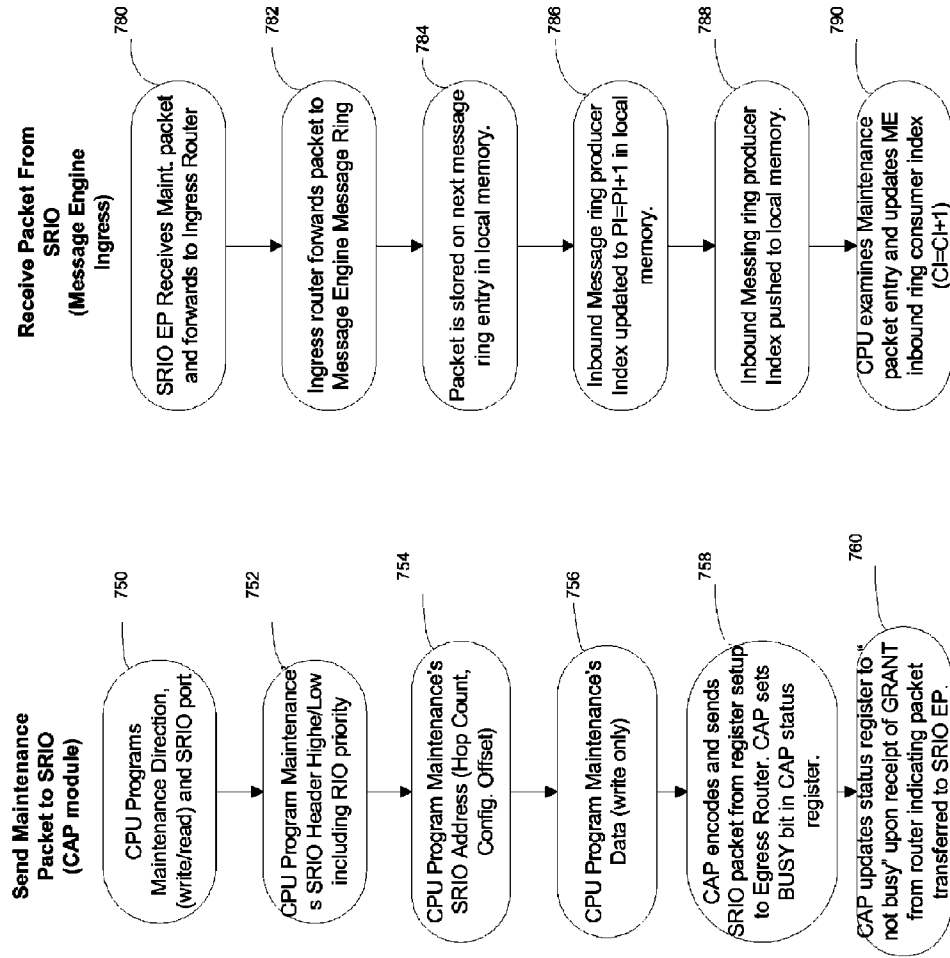 Send Maintenance
Packet to SRIO
(CAP module)
750
CPU Programs
Maintenance Direction,
(write/read) and SRIO port
752
CPU Program Maintenance'
s SRIO Header Highe/Low
including RIO priority
754
CPU Program Maintenance's
SRIO Address (Hop Count,
Config. Offset)
756
CPU Program Maintenance's
Data (write only)
758
CAP encodes and sends
SRIO packet from register setup
to Egress Router. CAP sets
BUSY bit in CAP status
register.
760
CAP updates status register to "
not busy" upon receipt of GRANT
from router indicating packet
transferred to SRIO EP.
Receive Packet From
SRIO
(Message Engine
Ingress)
780
SRIO EP Receives Maint. packet
and forwards to Ingress Router
782
Ingress router forwards packet to
Message Engine Message Ring
784
Packet is stored on next message
ring entry in local memory.
786
Inbound Message ring producer
Index updated to PI=PI+1 in local
memory.
788
Inbound Messing ring producer
Index pushed to local memory.
790
CPU examines Maintenance
packet entry and updates ME
inbound ring consumer index
(CI=CI+1)